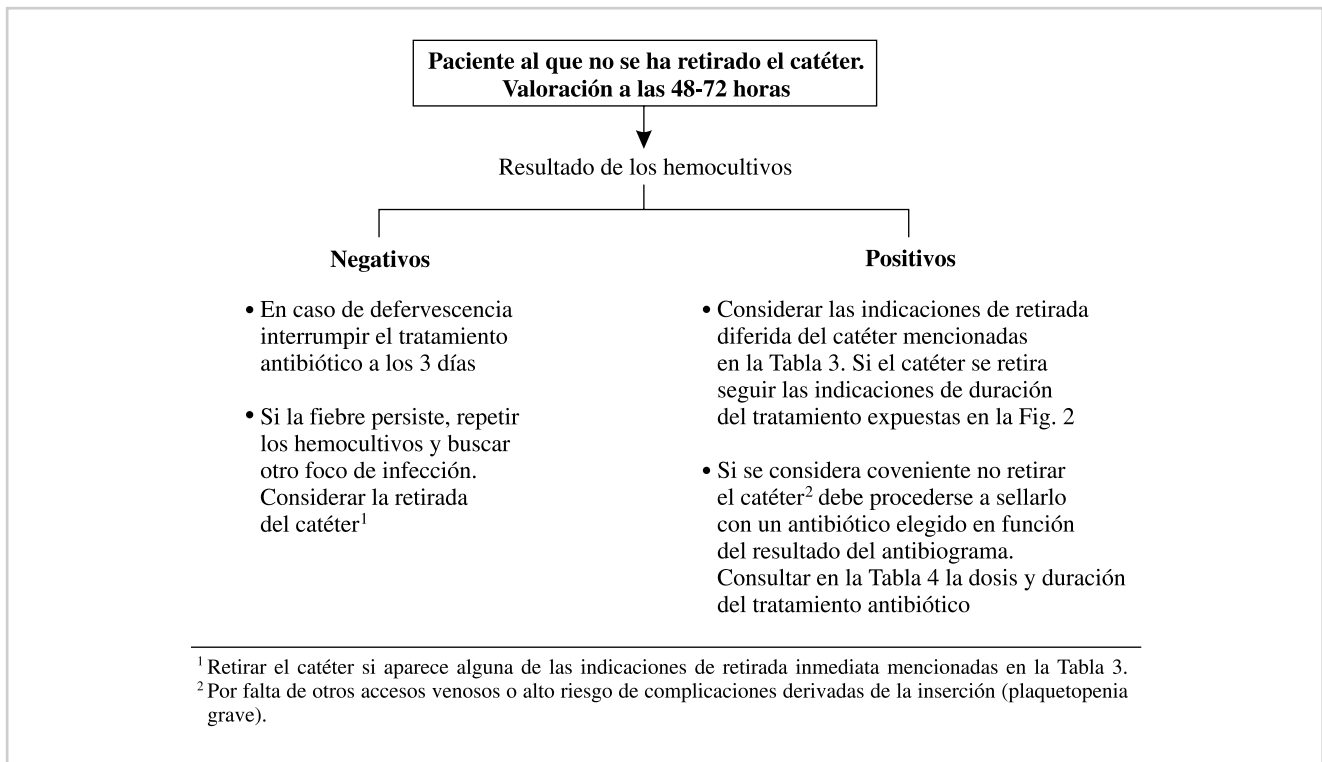 Paciente al que no se ha retirado el catéter.
Valoración a las 48-72 horas
Resultado de los hemocultivos
Negativos
• En caso de defervescencia
interrumpir el tratamiento
antibiótico a los 3 días
• Si la fiebre persiste, repetir
los hemocultivos y buscar
otro foco de infección.
Considerar la retirada
del catéter¹
Positivos
• Considerar las indicaciones de retirada
diferida del catéter mencionadas
en la Tabla 3. Si el catéter se retira
seguir las indicaciones de duración
del tratamiento expuestas en la Fig. 2
• Si se considera coveniente no retirar
el catéter² debe procederse a sellarlo
con un antibiótico elegido en función
del resultado del antibiograma.
Consultar en la Tabla 4 la dosis y duración
del tratamiento antibiótico
¹ Retirar el catéter si aparece alguna de las indicaciones de retirada inmediata mencionadas en la Tabla 3.
² Por falta de otros accesos venosos o alto riesgo de complicaciones derivadas de la inserción (plaquetopenia
grave).